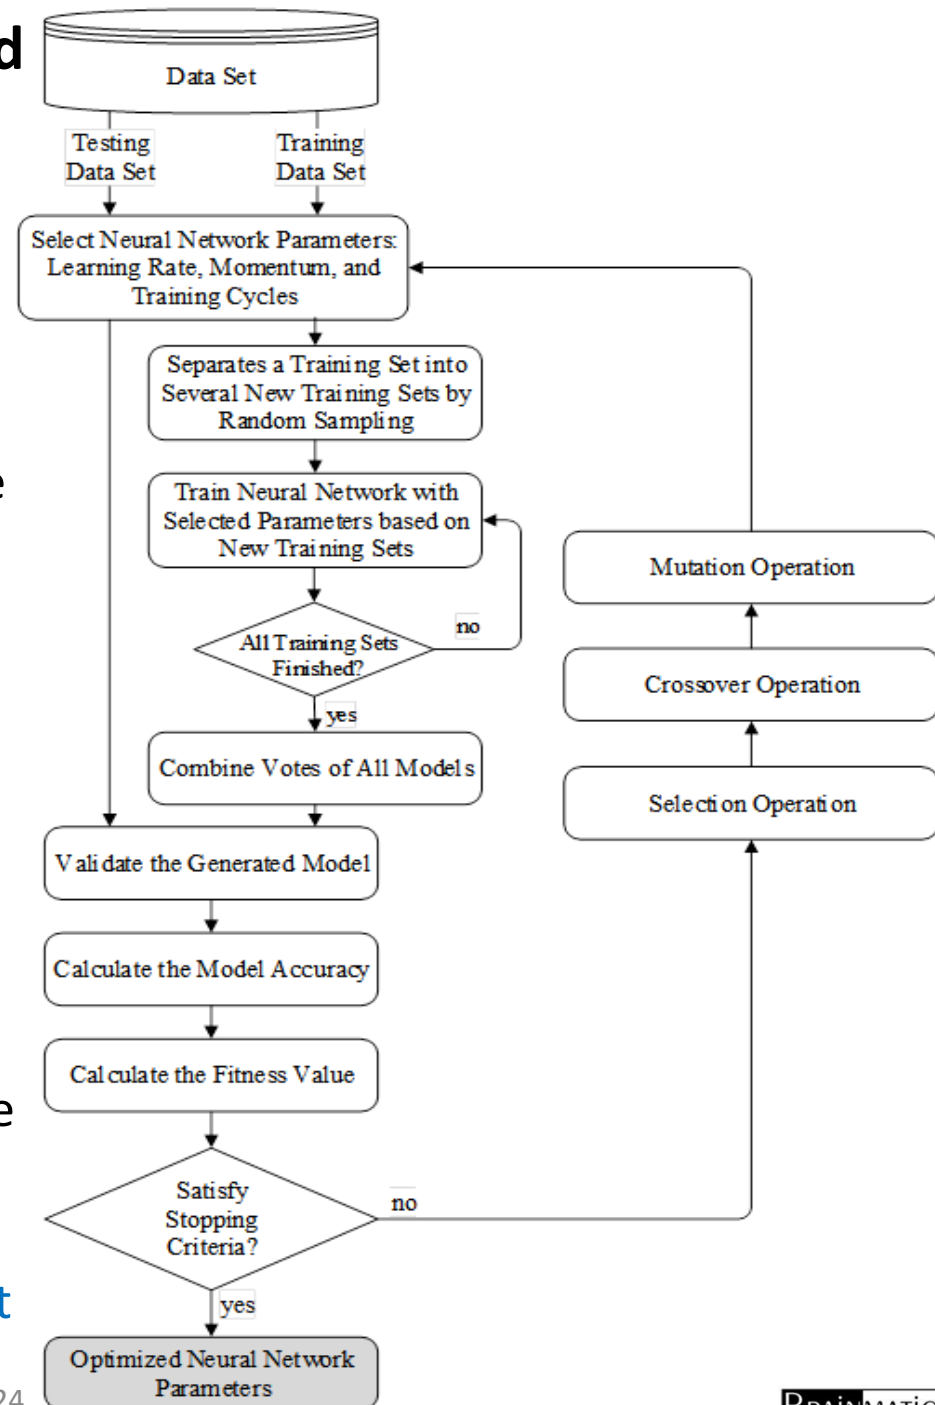 d
Data Set
Testing
Data Set
Training
Data Set
Select Neural Network Parameters:
Learning Rate, Momentum, and
Training Cycles
Separates a Training Set into
Several New Training Sets by
Random Sampling
e
Train Neural Network with
Selected Parameters based on
New Training Sets
Mutation Operation
no
All Training Sets
Finished?
Crossover Operation
yes
Combine Votes of All Models
Selection Operation
Validate the Generated Model
Calculate the Model Accuracy
Calculate the Fitness Value
e
Satisfy
Stopping
Criteria?
no
t
yes
Optimized Neural Network
Parameters
24